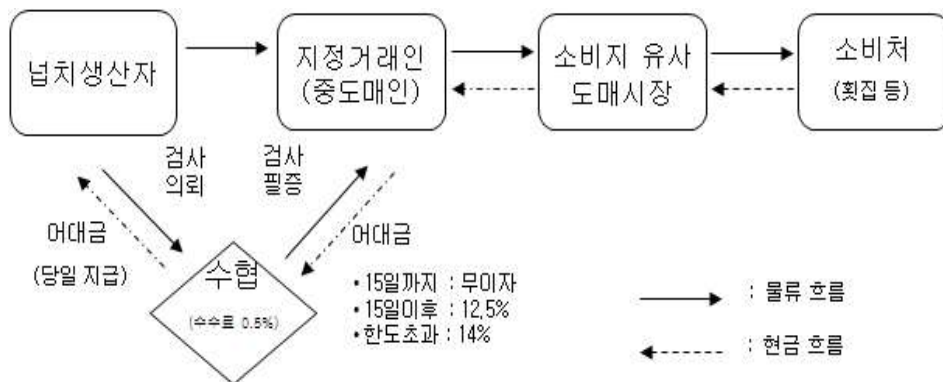 넙치생산자
지정거래인
(중도매인)
소비지 유사
도매시장
소비처
(횟집 등)
검사
의뢰
검사
필증
어대금
(당일 지급)
수협
(수수료 0.5%)
어대금
•15일까지 : 무이자
•15일이후 : 12,5%
•한도초과 : 14%
: 물류 흐름
: 현금 흐름